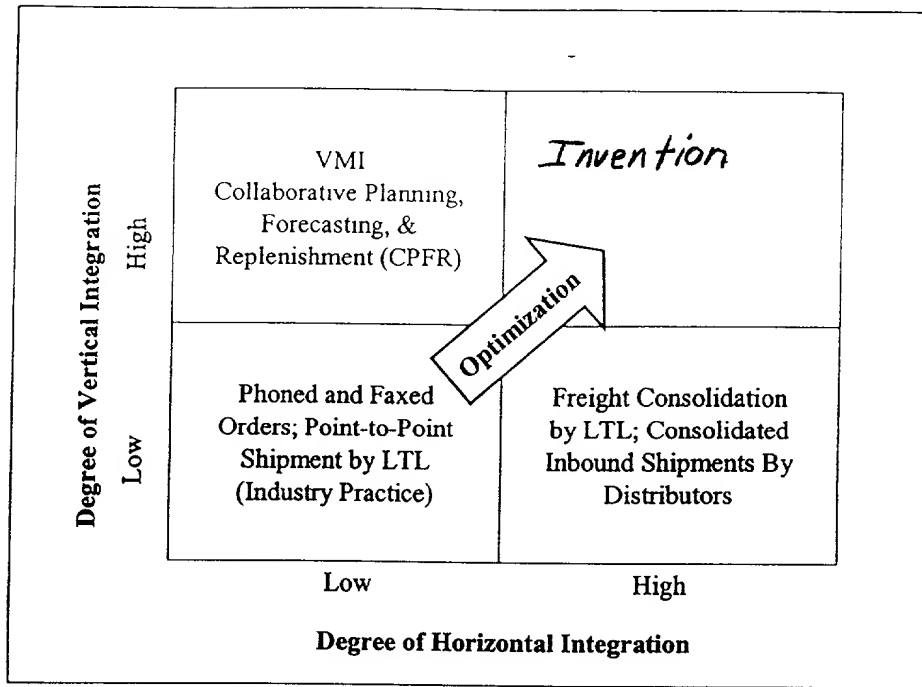 VMI
Collaborative Planning,
Forecasting, &
Replenishment (CPFR)
Invention
Optimization
Phoned and Faxed
Orders; Point-to-Point
Shipment by LTL
(Industry Practice)
Freight Consolidation
by LTL; Consolidated
Inbound Shipments By
Distributors
Degree of Vertical Integration
High
Low
Low
High
Degree of Horizontal Integration